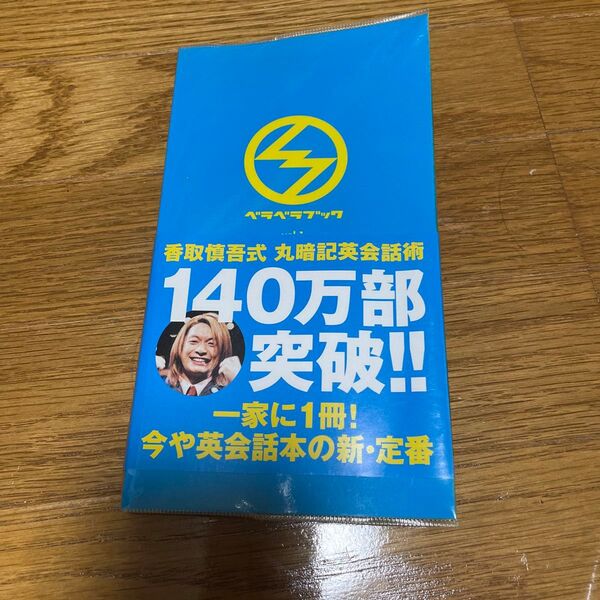 ベラベラブック
香取慎吾式 丸暗記英会話術
140万部
突破!!
一家に1冊!
今や英会話本の新・定番